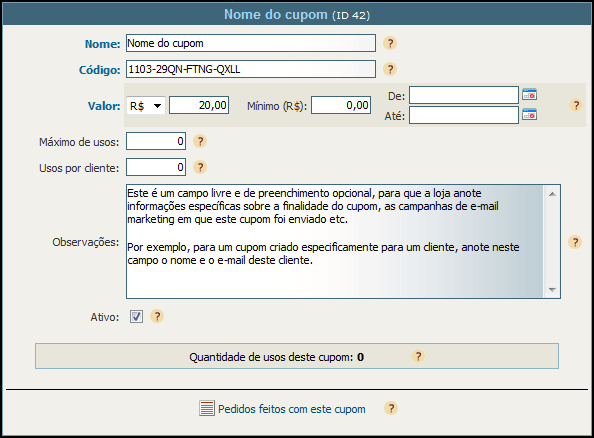 Nome do cupom (ID 42)
Nome: Nome do cupom
Código: 1103-29QN-FTNG-QXLL
Valor: R$ 20,00 Mínimo (R$): 0,00 De: ?
Até:
Máximo de usos: 0 ?
Usos por cliente: 0 ?
Observações: ?
Este é um campo livre e de preenchimento opcional, para que a loja anote
informações específicas sobre a finalidade do cupom, as campanhas de e-mail
marketing em que este cupom foi enviado etc.
Por exemplo, para um cupom criado especificamente para um cliente, anote neste
campo o nome e o e-mail deste cliente.
Ativo: ?
Quantidade de usos deste cupom: 0 ?
Pedidos feitos com este cupom ?